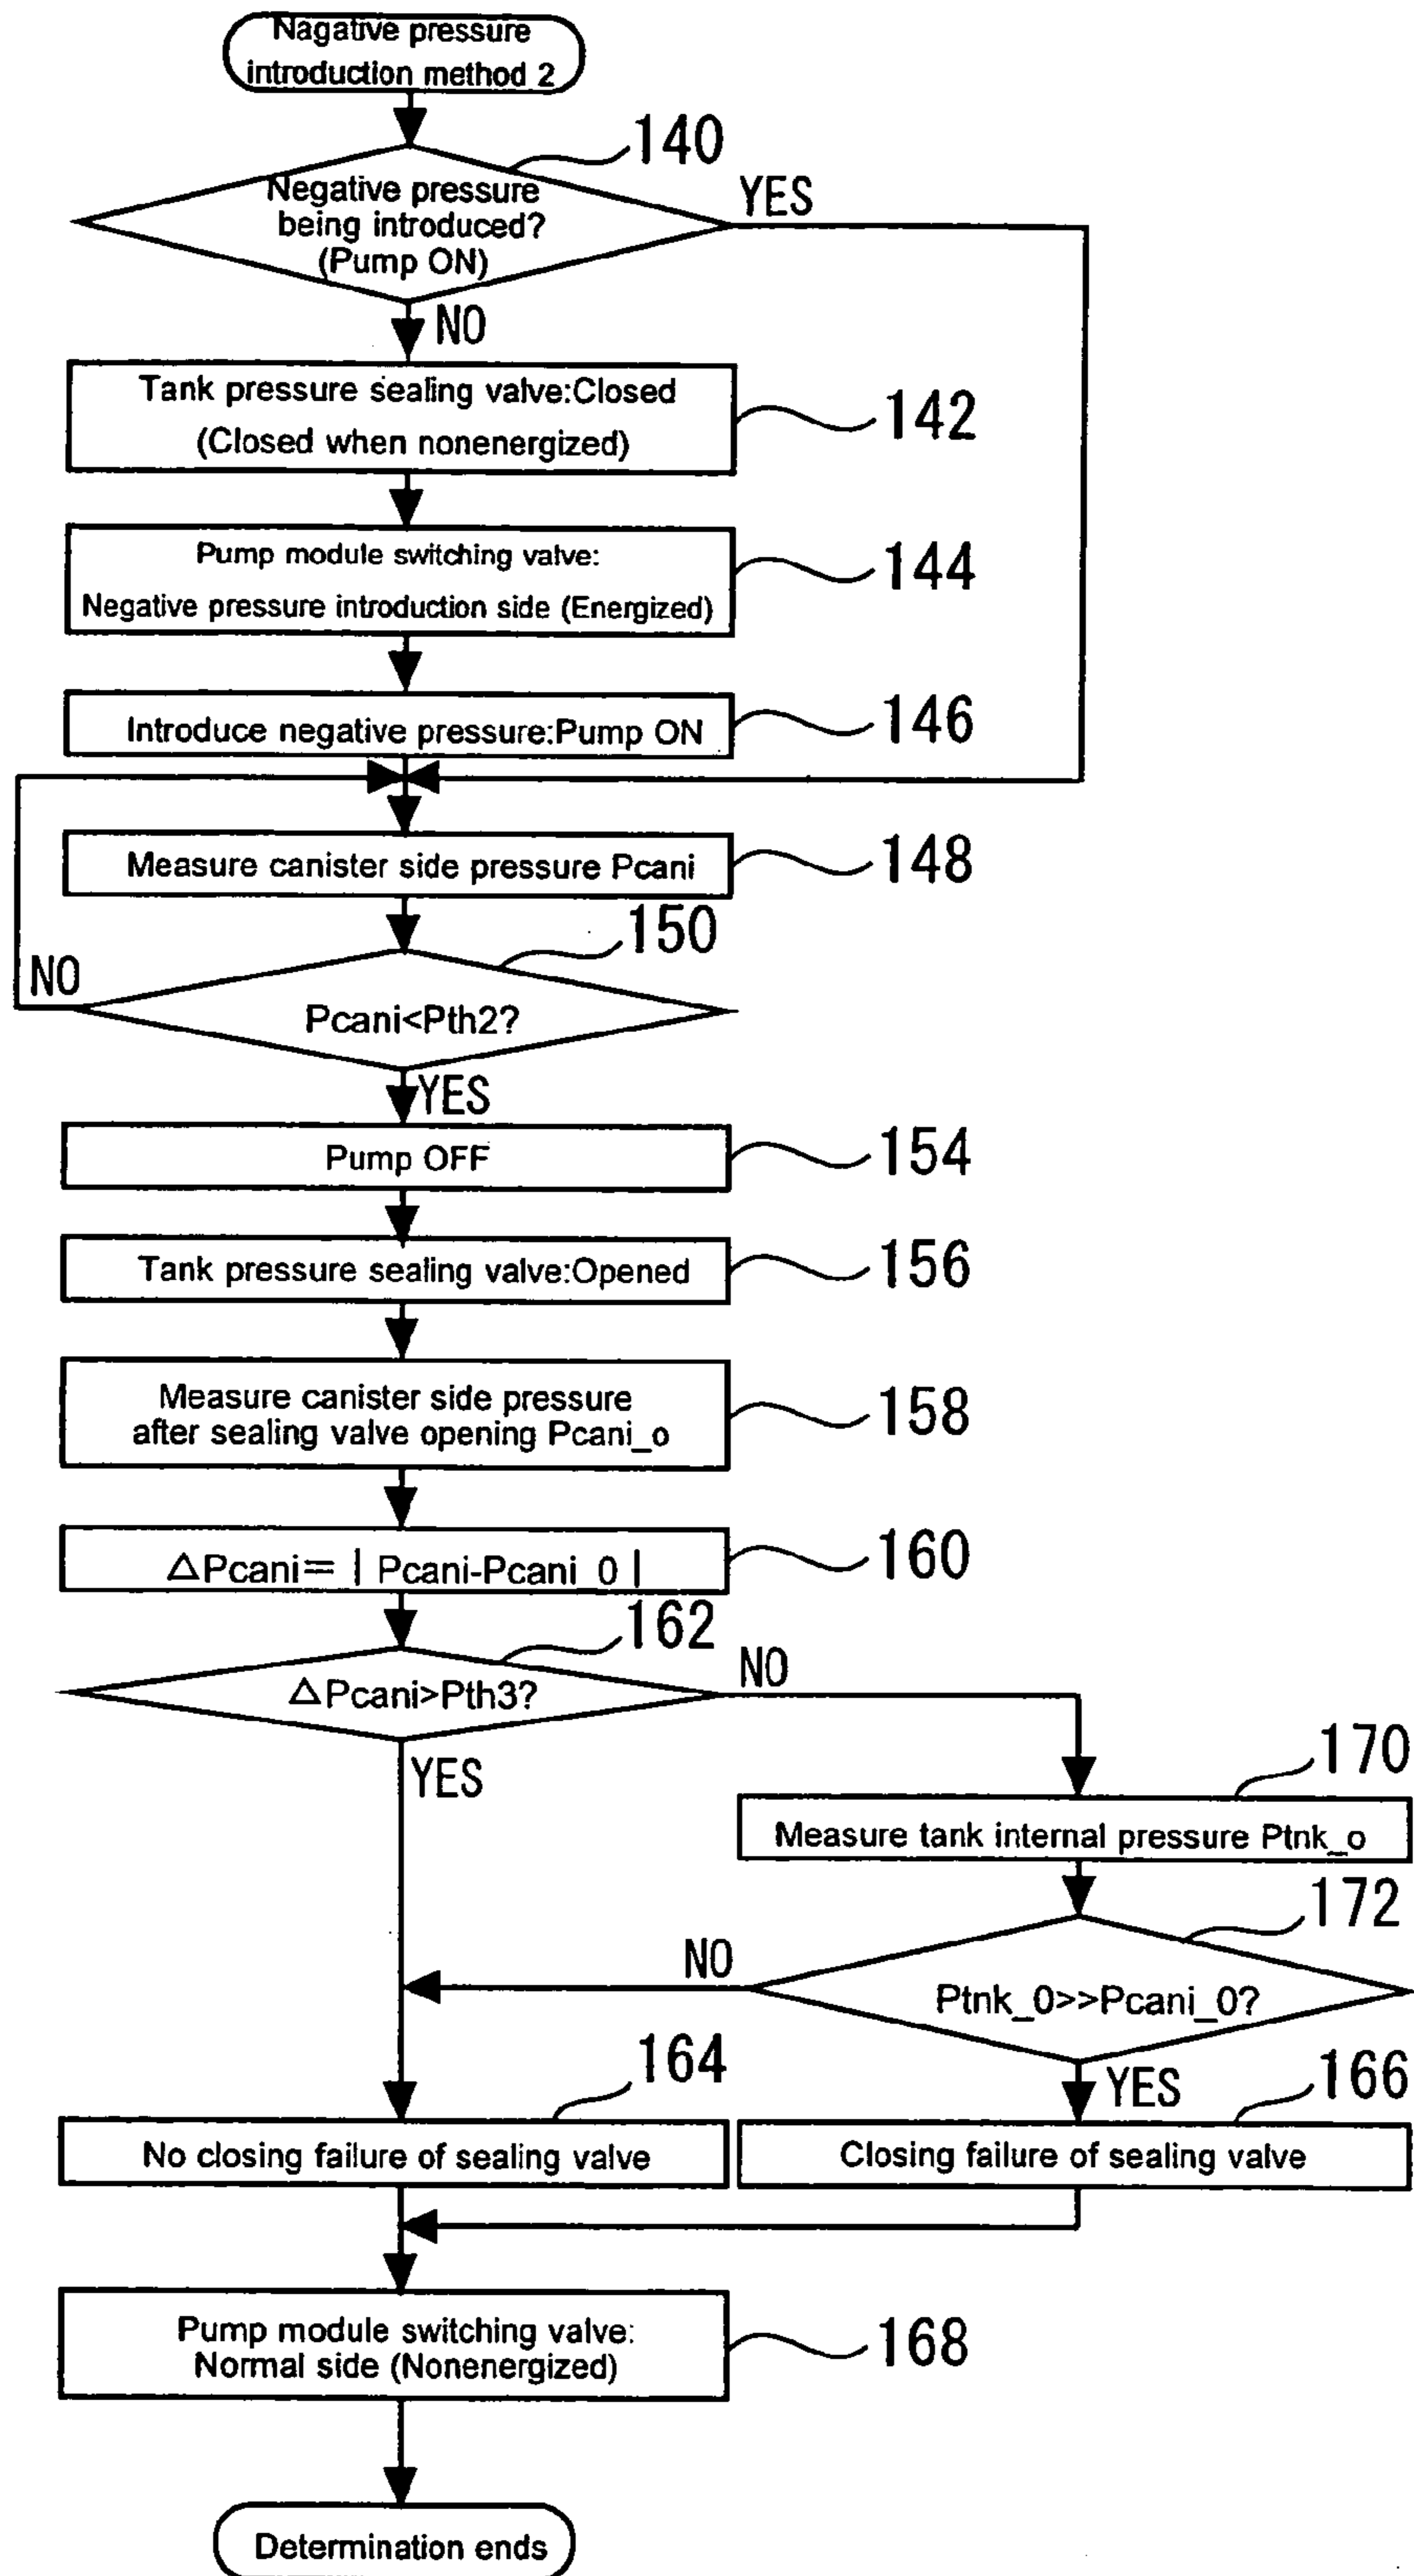 Nagative pressure
introduction method 2
140
Negative pressure
being introduced?
(Pump ON)
YES
NO
Tank pressure sealing valve:Closed
(Closed when nonenergized)
142
Pump module switching valve:
Negative pressure introduction side (Energized)
144
Introduce negative pressure:Pump ON
146
Measure canister side pressure Pcani
148
150
Pcani<Pth2?
NO
YES
Pump OFF
154
Tank pressure sealing valve:Opened
156
Measure canister side pressure
after sealing valve opening Pcani_o
158
△Pcani=｜Pcani-Pcani_0｜
160
162
△Pcani>Pth3?
NO
YES
170
Measure tank internal pressure Ptnk_o
172
Ptnk_0>>Pcani_0?
NO
YES
164
No closing failure of sealing valve
166
Closing failure of sealing valve
Pump module switching valve:
Normal side (Nonenergized)
168
Determination ends